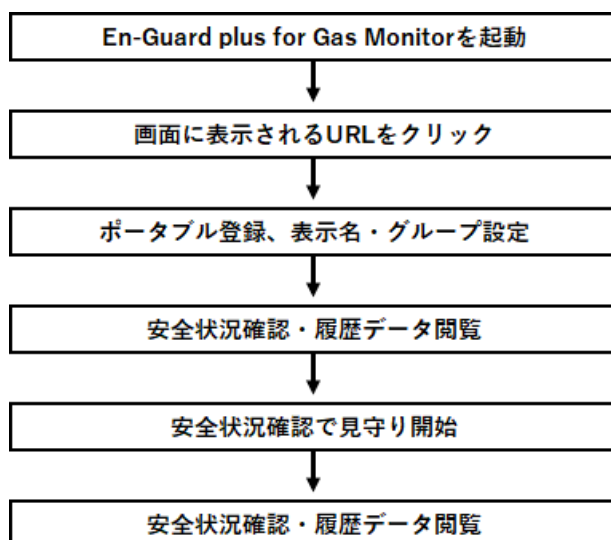 En-Guard plus for Gas Monitorを起動
画面に表示されるURLをクリック
ポータブル登録、表示名・グループ設定
安全状況確認・履歴データ閲覧
安全状況確認で見守り開始
安全状況確認・履歴データ閲覧